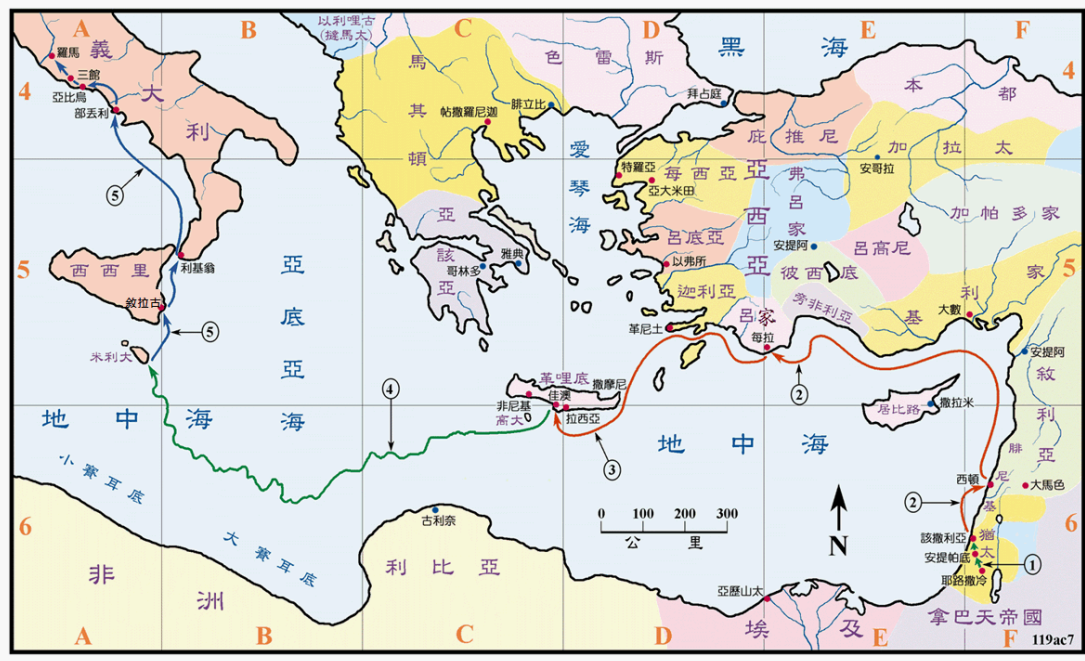 A
B
C
D
E
F
4
5
6
4
5
6
A
B
C
D
E
F
以利哩古
(撻馬太)
黑海
羅馬
義大利
三館
亞比烏
部丟利
馬其頓
色雷斯
腓立比
帖撒羅尼迦
拜占庭
本都
庇推尼
加拉太
安哥拉
愛琴海
特羅亞
亞大米田
每西亞
亞西亞
弗呂家
加帕多家
呂底亞
安提阿
呂高尼
以弗所
彼西底
亞該亞
雅典
哥林多
迦利亞
呂家
旁非利亞
基利家
大數
革尼土
每拉
安提阿
敘利亞
⑤
西西里
利基翁
敘拉古
⑤
米利大
亞底亞海
地中海
④
革哩底
撒摩尼
佳澳
非尼基
拉西亞
高大
③
②
居比路
撒拉米
地中海
腓尼基
西頓
大馬色
②
小賽耳底
大賽耳底
古利奈
0 100 200 300
公里
N
該撒利亞
猶太
安提帕底
①
耶路撒冷
非洲
利比亞
亞歷山太
埃及
拿巴天帝國
119ac7